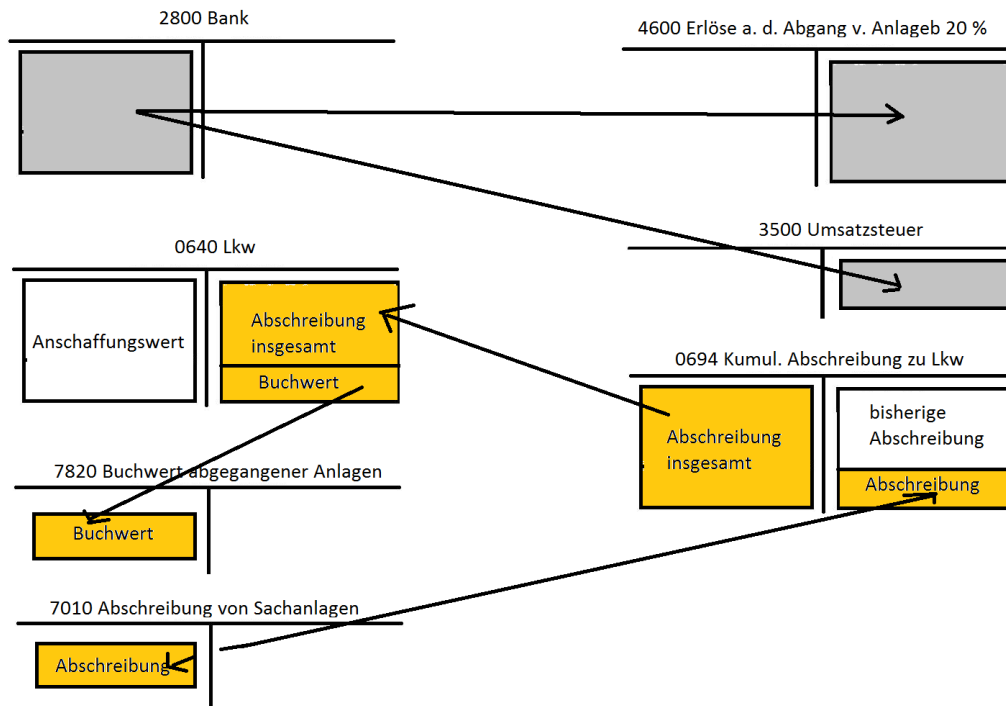 2800 Bank
4600 Erlöse a. d. Abgang v. Anlageb 20 %
3500 Umsatzsteuer
0640 Lkw
Anschaffungswert
Abschreibung
insgesamt
Buchwert
0694 Kumul. Abschreibung zu Lkw
Abschreibung
insgesamt
bisherige
Abschreibung
Abschreibung
7820 Buchwert abgegangener Anlagen
Buchwert
7010 Abschreibung von Sachanlagen
Abschreibung